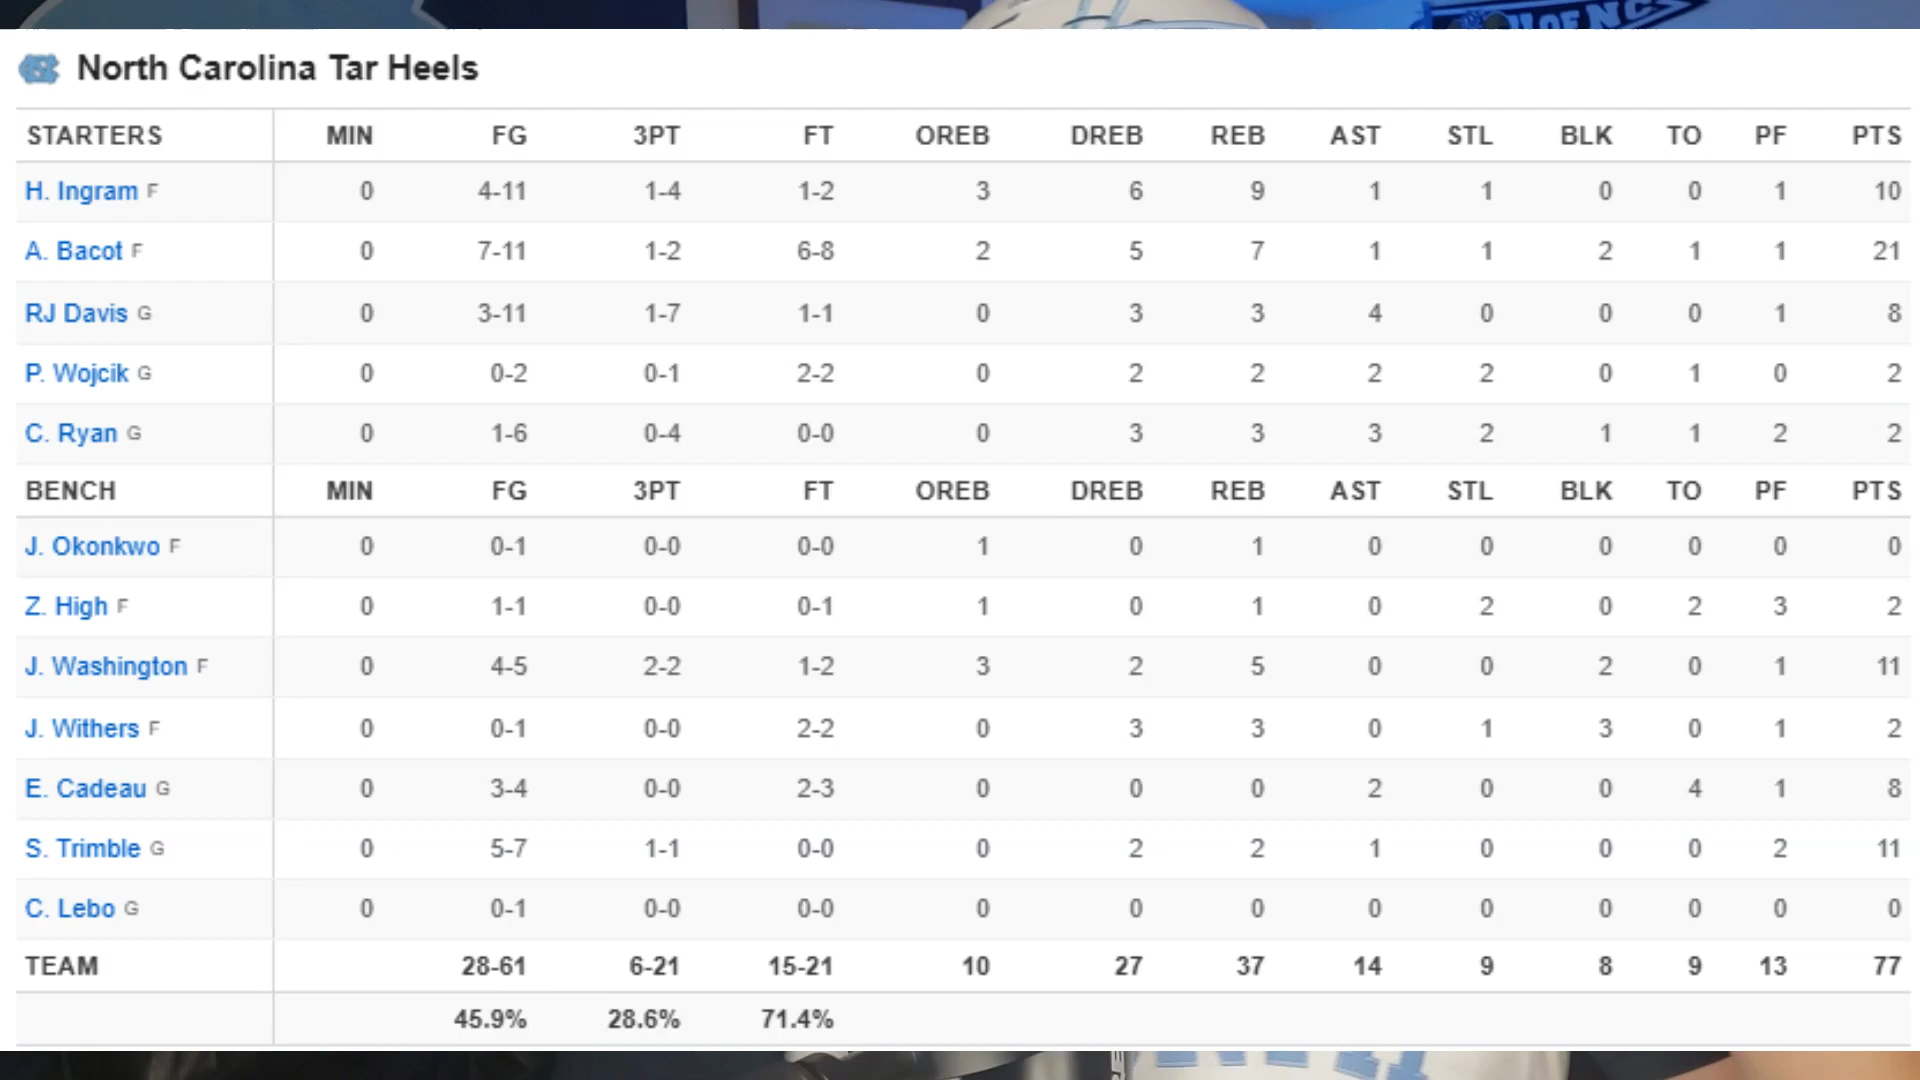 U OF NC
North Carolina Tar Heels
STARTERS MIN FG 3PT FT OREB DREB REB AST STL BLK TO PF PTS
H. Ingram F 0 4-11 1-4 1-2 3 6 9 1 1 0 0 1 10
A. Bacot F 0 7-11 1-2 6-8 2 5 7 1 1 2 1 1 21
RJ Davis G 0 3-11 1-7 1-1 0 3 3 4 0 0 0 1 8
P. Wojcik G 0 0-2 0-1 2-2 0 2 2 2 2 0 1 0 2
C. Ryan G 0 1-6 0-4 0-0 0 3 3 3 2 1 1 2 2
BENCH MIN FG 3PT FT OREB DREB REB AST STL BLK TO PF PTS
J. Okonkwo F 0 0-1 0-0 0-0 1 0 1 0 0 0 0 0 0
Z. High F 0 1-1 0-0 0-1 1 0 1 0 2 0 2 3 2
J. Washington F 0 4-5 2-2 1-2 3 2 5 0 0 2 0 1 11
J. Withers F 0 0-1 0-0 2-2 0 3 3 0 1 3 0 1 2
E. Cadeau G 0 3-4 0-0 2-3 0 0 0 2 0 0 4 1 8
S. Trimble G 0 5-7 1-1 0-0 0 2 2 1 0 0 0 2 11
C. Lebo G 0 0-1 0-0 0-0 0 0 0 0 0 0 0 0 0
TEAM 28-61 6-21 15-21 10 27 37 14 9 8 9 13 77
45.9% 28.6% 71.4%